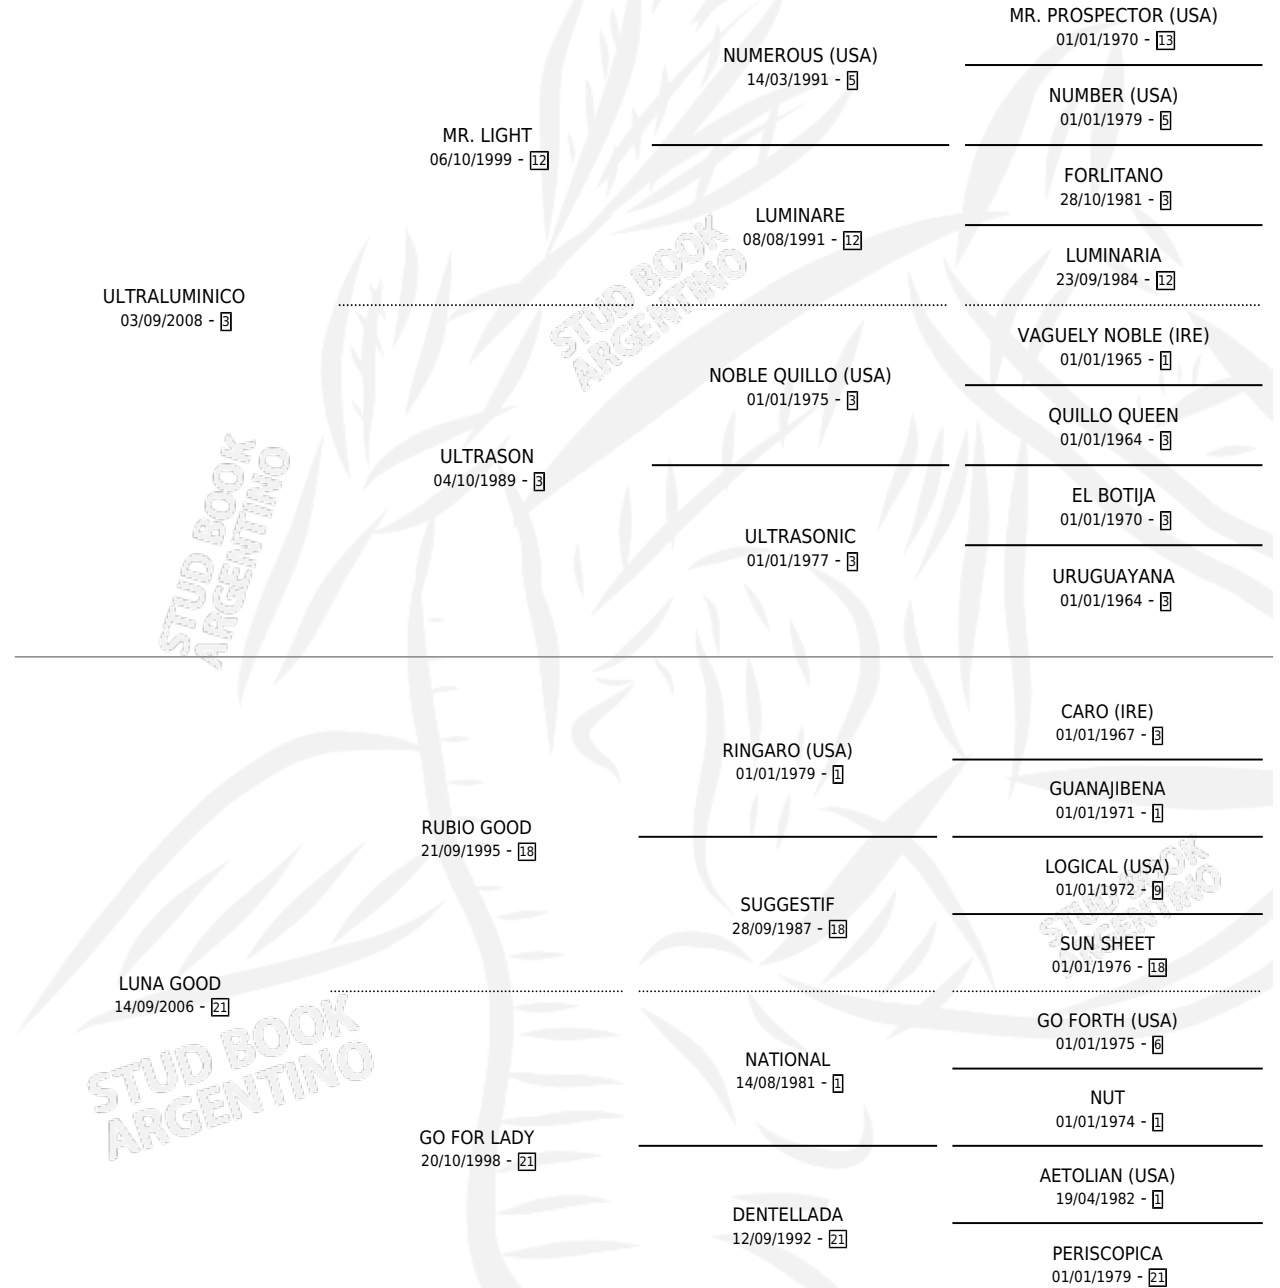 MR. PROSPECTOR (USA)
01/01/1970 - 13
NUMEROUS (USA)
14/03/1991 - 5
NUMBER (USA)
01/01/1979 - 5
MR. LIGHT
06/10/1999 - 12
FORLITANO
28/10/1981 - 3
LUMINARE
08/08/1991 - 12
LUMINARIA
23/09/1984 - 12
ULTRALUMINICO
03/09/2008 - 3
VAGUELY NOBLE (IRE)
01/01/1965 - 1
NOBLE QUILLO (USA)
01/01/1975 - 3
QUILLO QUEEN
01/01/1964 - 3
ULTRASON
04/10/1989 - 3
EL BOTIJA
01/01/1970 - 3
ULTRASONIC
01/01/1977 - 3
URUGUAYANA
01/01/1964 - 3
CARO (IRE)
01/01/1967 - 3
RINGARO (USA)
01/01/1979 - 1
GUANAJIBENA
01/01/1971 - 1
RUBIO GOOD
21/09/1995 - 18
LOGICAL (USA)
01/01/1972 - 9
SUGGESTIF
28/09/1987 - 18
SUN SHEET
01/01/1976 - 18
LUNA GOOD
14/09/2006 - 21
GO FORTH (USA)
01/01/1975 - 6
NATIONAL
14/08/1981 - 1
NUT
01/01/1974 - 1
GO FOR LADY
20/10/1998 - 21
AETOLIAN (USA)
19/04/1982 - 1
DENTELLADA
12/09/1992 - 21
PERISCOPICA
01/01/1979 - 21
STUD BOOK
ARGENTINO
STUD BOOK
ARGENTINO
STUD BOOK
ARGENTINO
STUD BOOK
ARGENTINO